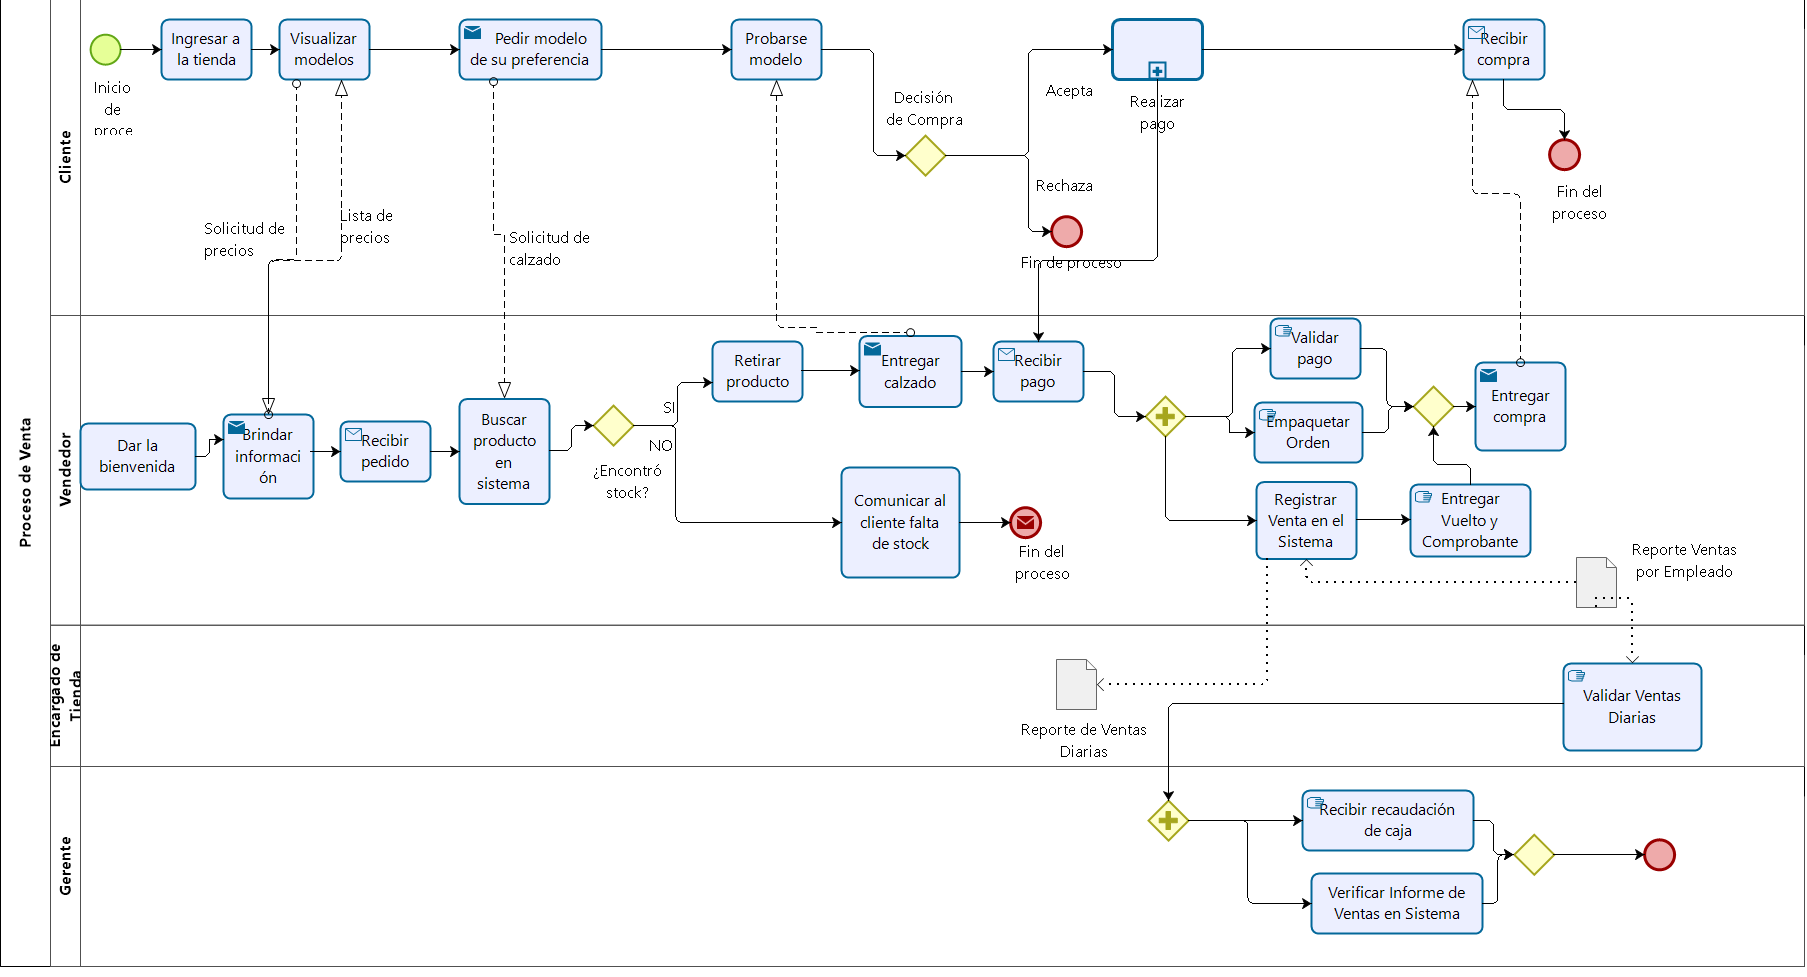 Proceso de Venta
Cliente
Inicio
de
proce
Ingresar a
la tienda
Visualizar
modelos
Pedir modelo
de su preferencia
Probarse
modelo
Decisión
de Compra
Acepta
Rechaza
Realizar
pago
Recibir
compra
Fin del
proceso
Fin de proceso
Solicitud de
precios
Lista de
precios
Solicitud de
calzado
Vendedor
Dar la
bienvenida
Brindar
informaci
ón
Recibir
pedido
Buscar
producto
en
sistema
¿Encontró
stock?
SI
NO
Retirar
producto
Entregar
calzado
Recibir
pago
Comunicar al
cliente falta
de stock
Fin del
proceso
Validar
pago
Empaquetar
Orden
Registrar
Venta en el
Sistema
Entregar
Vuelto y
Comprobante
Entregar
compra
Reporte Ventas
por Empleado
Encargado de
Tienda
Reporte de Ventas
Diarias
Validar Ventas
Diarias
Gerente
Recibir recaudación
de caja
Verificar Informe de
Ventas en Sistema